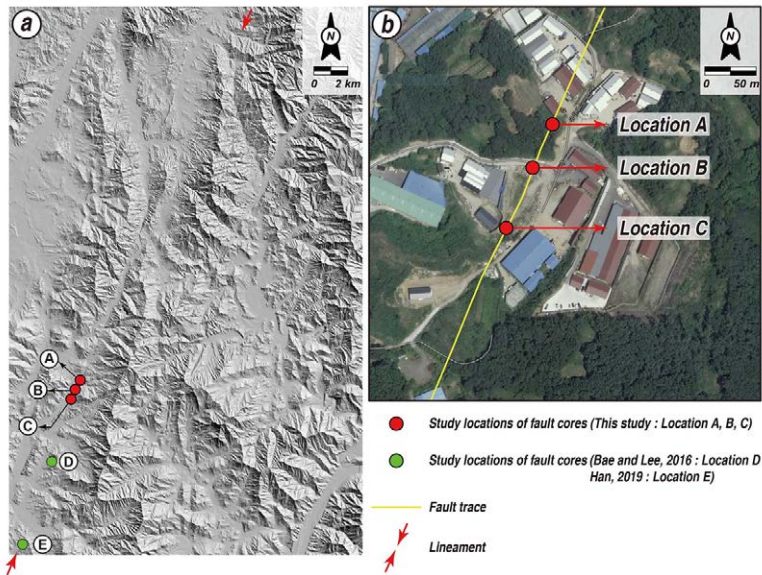 a
N
0 2 km
A
B
C
D
E
b
N
0 50 m
Location A
Location B
Location C
Study locations of fault cores (This study : Location A, B, C)
Study locations of fault cores (Bae and Lee, 2016 : Location D
Han, 2019 : Location E)
Fault trace
Lineament